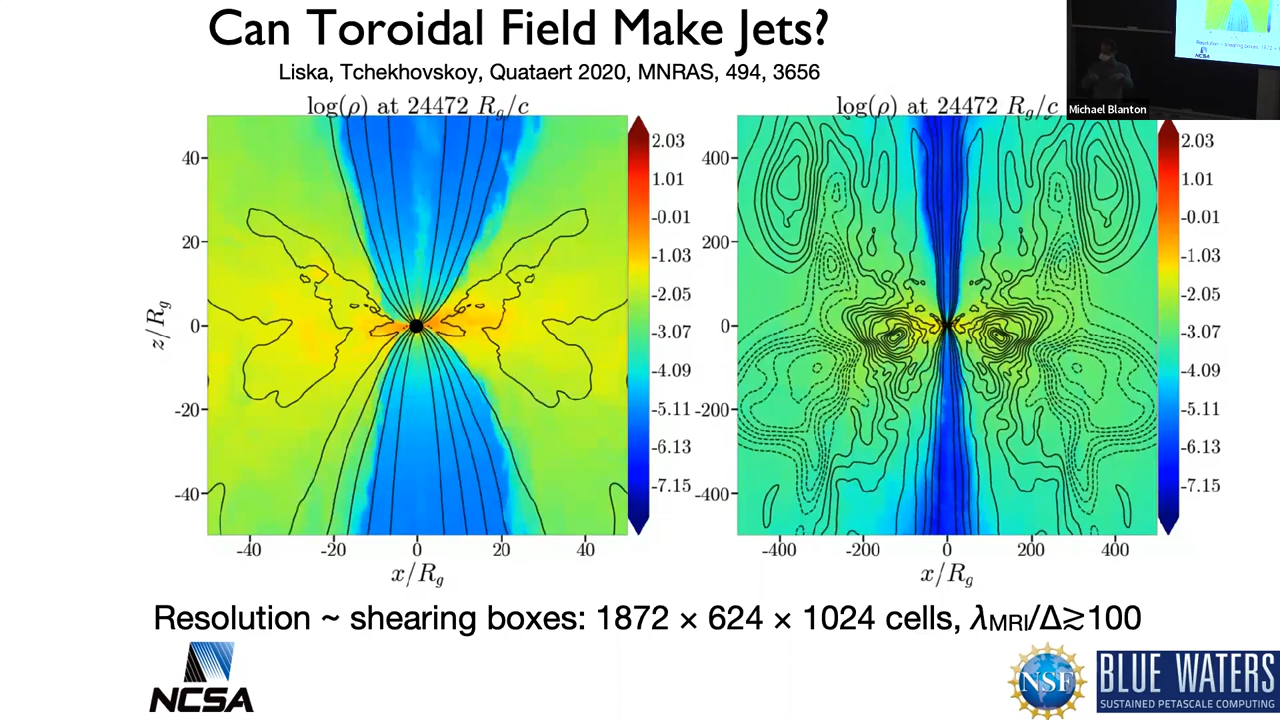 Can Toroidal Field Make Jets?
Liska, Tchekhovskoy, Quataert 2020, MNRAS, 494, 3656
log(ρ) at 24472 R_g/c
40
20
0
-20
-40
z/R_g
-40 -20 0 20 40
x/R_g
2.03
1.01
-0.01
-1.03
-2.05
-3.07
-4.09
-5.11
-6.13
-7.15
log(ρ) at 24472 R_g/c
400
200
0
-200
-400
-400 -200 0 200 400
x/R_g
2.03
1.01
-0.01
-1.03
-2.05
-3.07
-4.09
-5.11
-6.13
-7.15
Michael Blanton
Resolution ~ shearing boxes: 1872 × 624 × 1024 cells, λMRI/Δ≳100
NCSA
NSF
BLUE WATERS
SUSTAINED PETASCALE COMPUTING